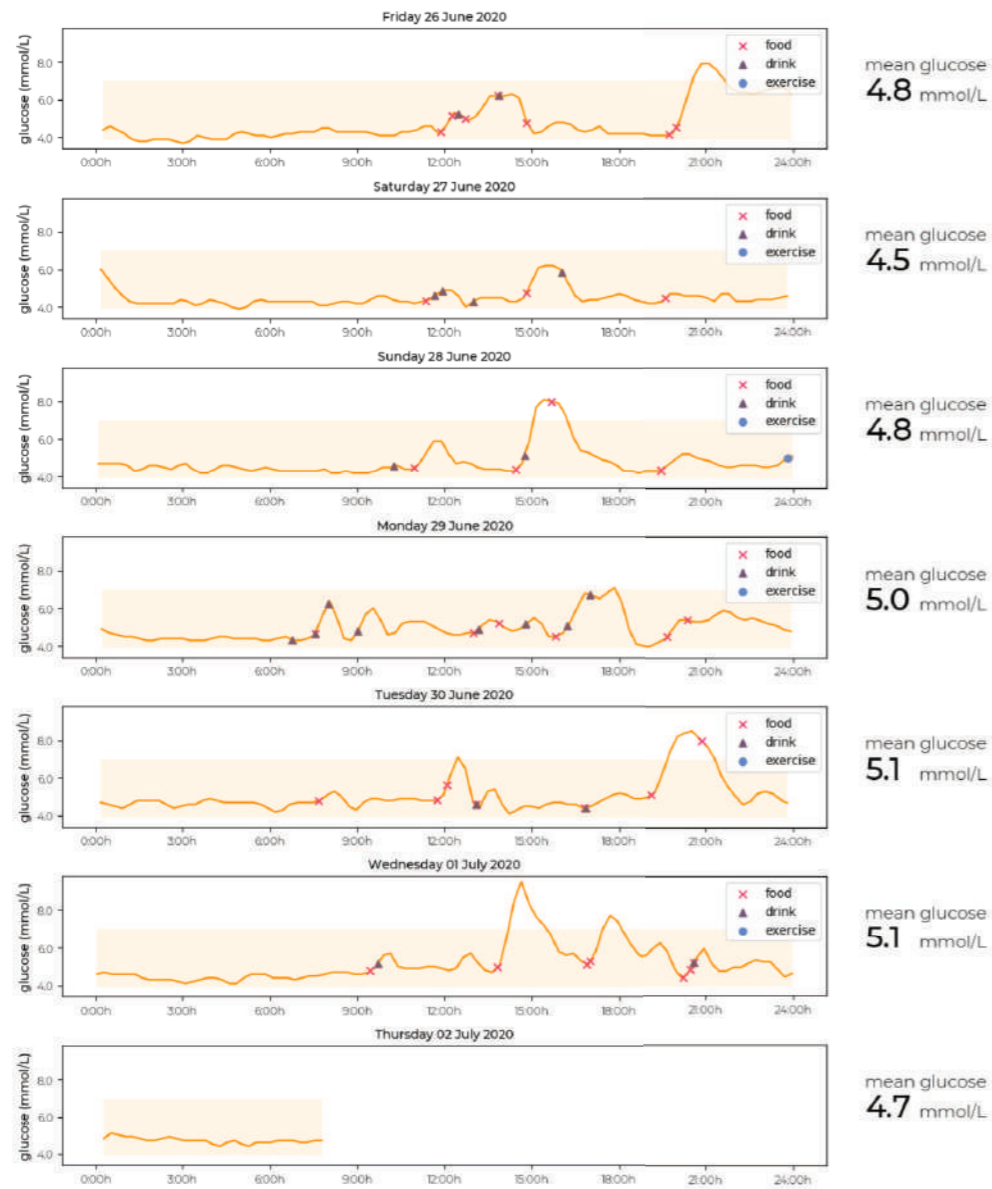 Friday 26 June 2020
glucose (mmol/L)
8.0
6.0
4.0
food
drink
exercise
0:00h 3:00h 6:00h 9:00h 12:00h 15:00h 18:00h 21:00h 24:00h
mean glucose
4.8 mmol/L
Saturday 27 June 2020
glucose (mmol/L)
8.0
6.0
4.0
food
drink
exercise
0:00h 3:00h 6:00h 9:00h 12:00h 15:00h 18:00h 21:00h 24:00h
mean glucose
4.5 mmol/L
Sunday 28 June 2020
glucose (mmol/L)
8.0
6.0
4.0
food
drink
exercise
0:00h 3:00h 6:00h 9:00h 12:00h 15:00h 18:00h 21:00h 24:00h
mean glucose
4.8 mmol/L
Monday 29 June 2020
glucose (mmol/L)
8.0
6.0
4.0
food
drink
exercise
0:00h 3:00h 6:00h 9:00h 12:00h 15:00h 18:00h 21:00h 24:00h
mean glucose
5.0 mmol/L
Tuesday 30 June 2020
glucose (mmol/L)
8.0
6.0
4.0
food
drink
exercise
0:00h 3:00h 6:00h 9:00h 12:00h 15:00h 18:00h 21:00h 24:00h
mean glucose
5.1 mmol/L
Wednesday 01 July 2020
glucose (mmol/L)
8.0
6.0
4.0
food
drink
exercise
0:00h 3:00h 6:00h 9:00h 12:00h 15:00h 18:00h 21:00h 24:00h
mean glucose
5.1 mmol/L
Thursday 02 July 2020
glucose (mmol/L)
8.0
6.0
4.0
0:00h 3:00h 6:00h 9:00h 12:00h 15:00h 18:00h 21:00h 24:00h
mean glucose
4.7 mmol/L